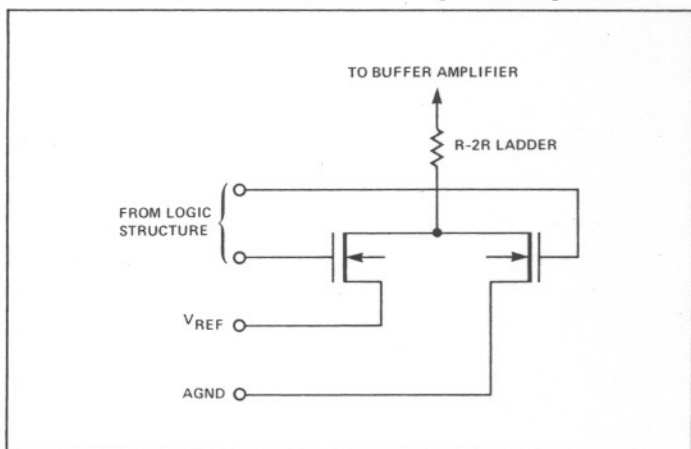 TO BUFFER AMPLIFIER
R-2R LADDER
FROM LOGIC
STRUCTURE
VREF
AGND